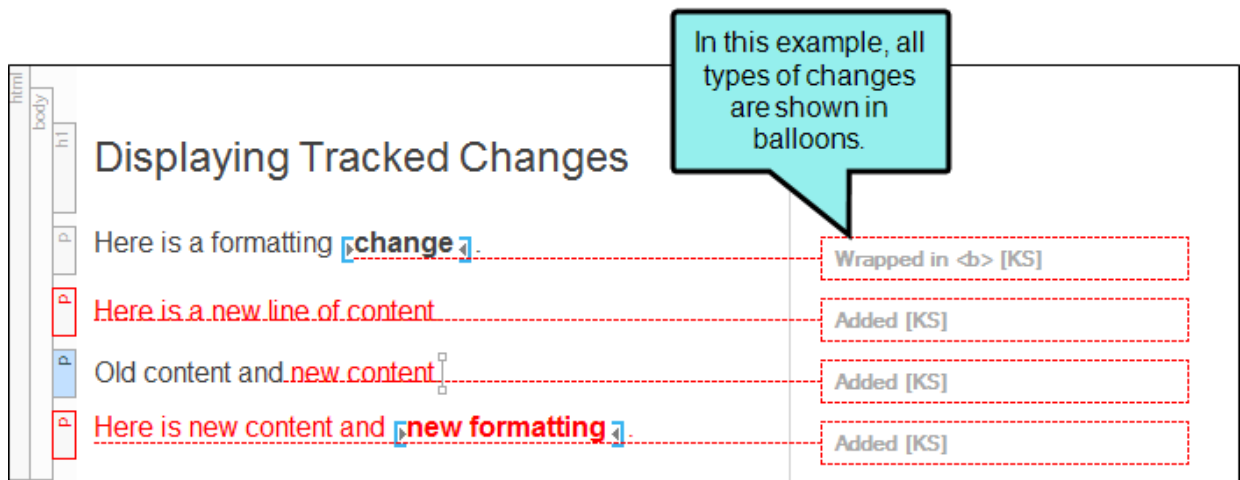 In this example, all
types of changes
are shown in
balloons.
html
body
h1
Displaying Tracked Changes
p
Here is a formatting change .
Wrapped in <b> [KS]
p
Here is a new line of content
Added [KS]
p
Old content and new content
Added [KS]
p
Here is new content and new formatting .
Added [KS]